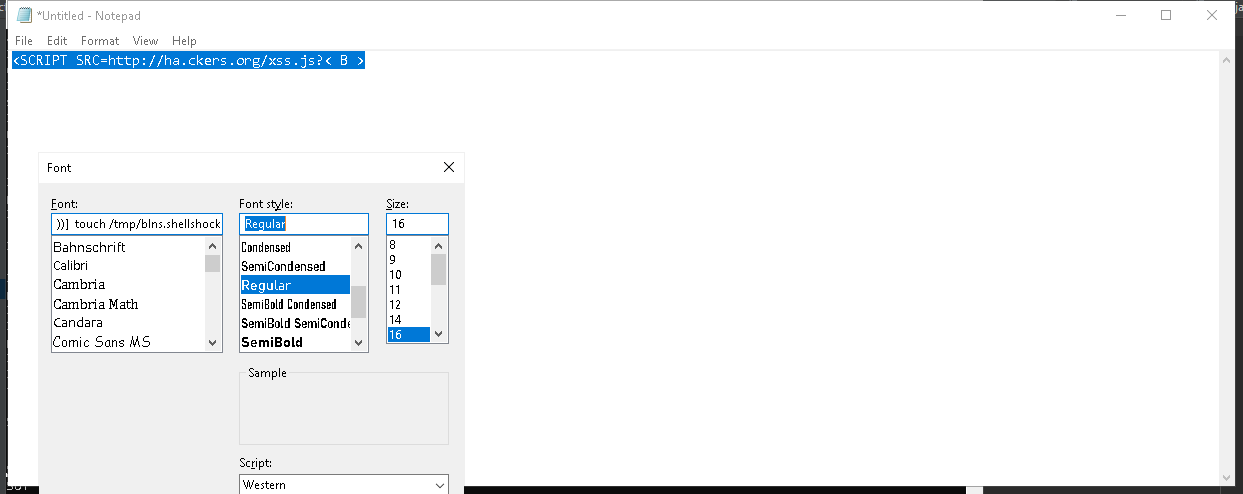 *Untitled - Notepad
File Edit Format View Help
<SCRIPT SRC=http://ha.ckers.org/xss.js?< B >
Font
Font: Font style: Size:
))] touch /tmp/blns.shellshock Regular 16
Bahnschrift
Calibri
Cambria
Cambria Math
Candara
Comic Sans MS
Condensed
SemiCondensed
Regular
SemiBold Condensed
SemiBold SemiConde
SemiBold
8
9
10
11
12
14
16
Sample
Script:
Western